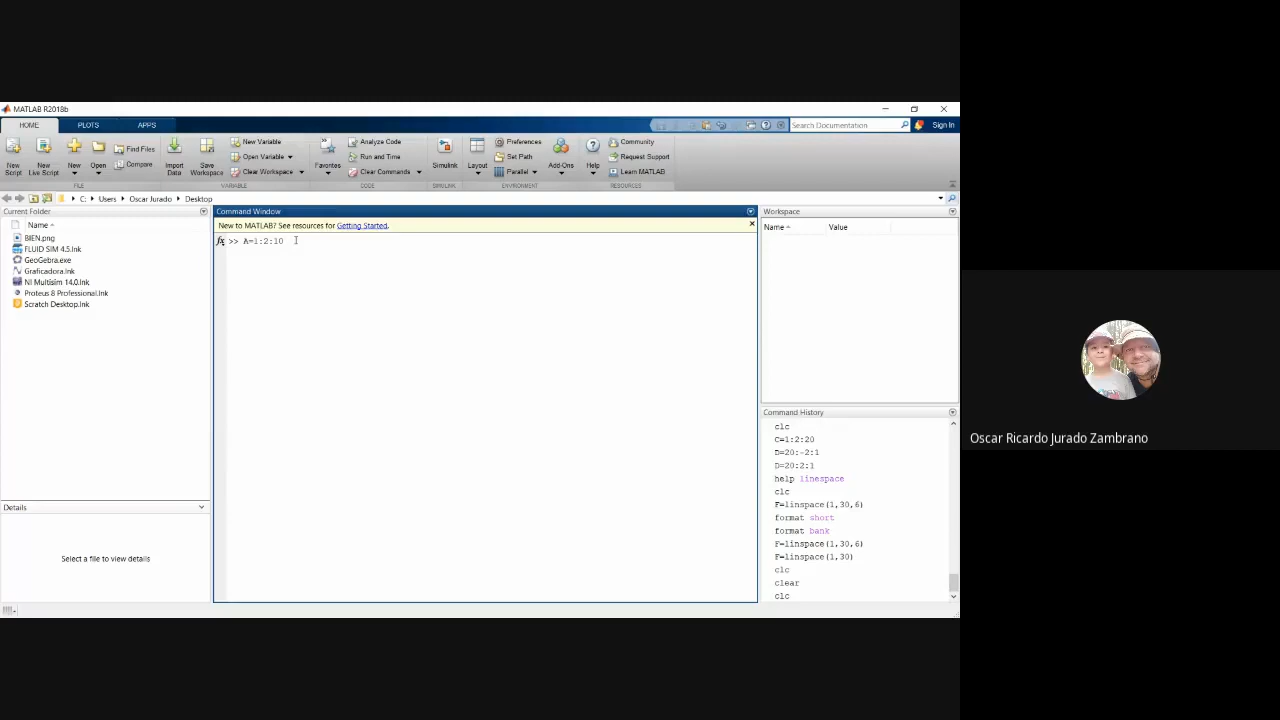 MATLAB R2018b
HOME PLOTS APPS
Search Documentation Sign In
New Script
New Live Script
New
Open
Find Files
Compare
Import Data
Save Workspace
New Variable
Open Variable
Clear Workspace
Favorites
Analyze Code
Run and Time
Clear Commands
Simulink
Layout
Preferences
Set Path
Parallel
Add-Ons
Help
Community
Request Support
Learn MATLAB
FILE VARIABLE CODE SIMULINK ENVIRONMENT RESOURCES
C: Users Oscar Jurado Desktop
Current Folder
Name
BIEN.png
FLUID SIM 4.5.lnk
GeoGebra.exe
Graficadora.lnk
NI Multisim 14.0.lnk
Proteus 8 Professional.lnk
Scratch Desktop.lnk
Details
Select a file to view details
Command Window
New to MATLAB? See resources for Getting Started.
fx >> A=1:2:10
Workspace
Name Value
Command History
clc
C=1:2:20
D=20:-2:1
D=20:2:1
help linespace
clc
F=linspace(1,30,6)
format short
format bank
F=linspace(1,30,6)
F=linspace(1,30)
clc
clear
clc
Oscar Ricardo Jurado Zambrano